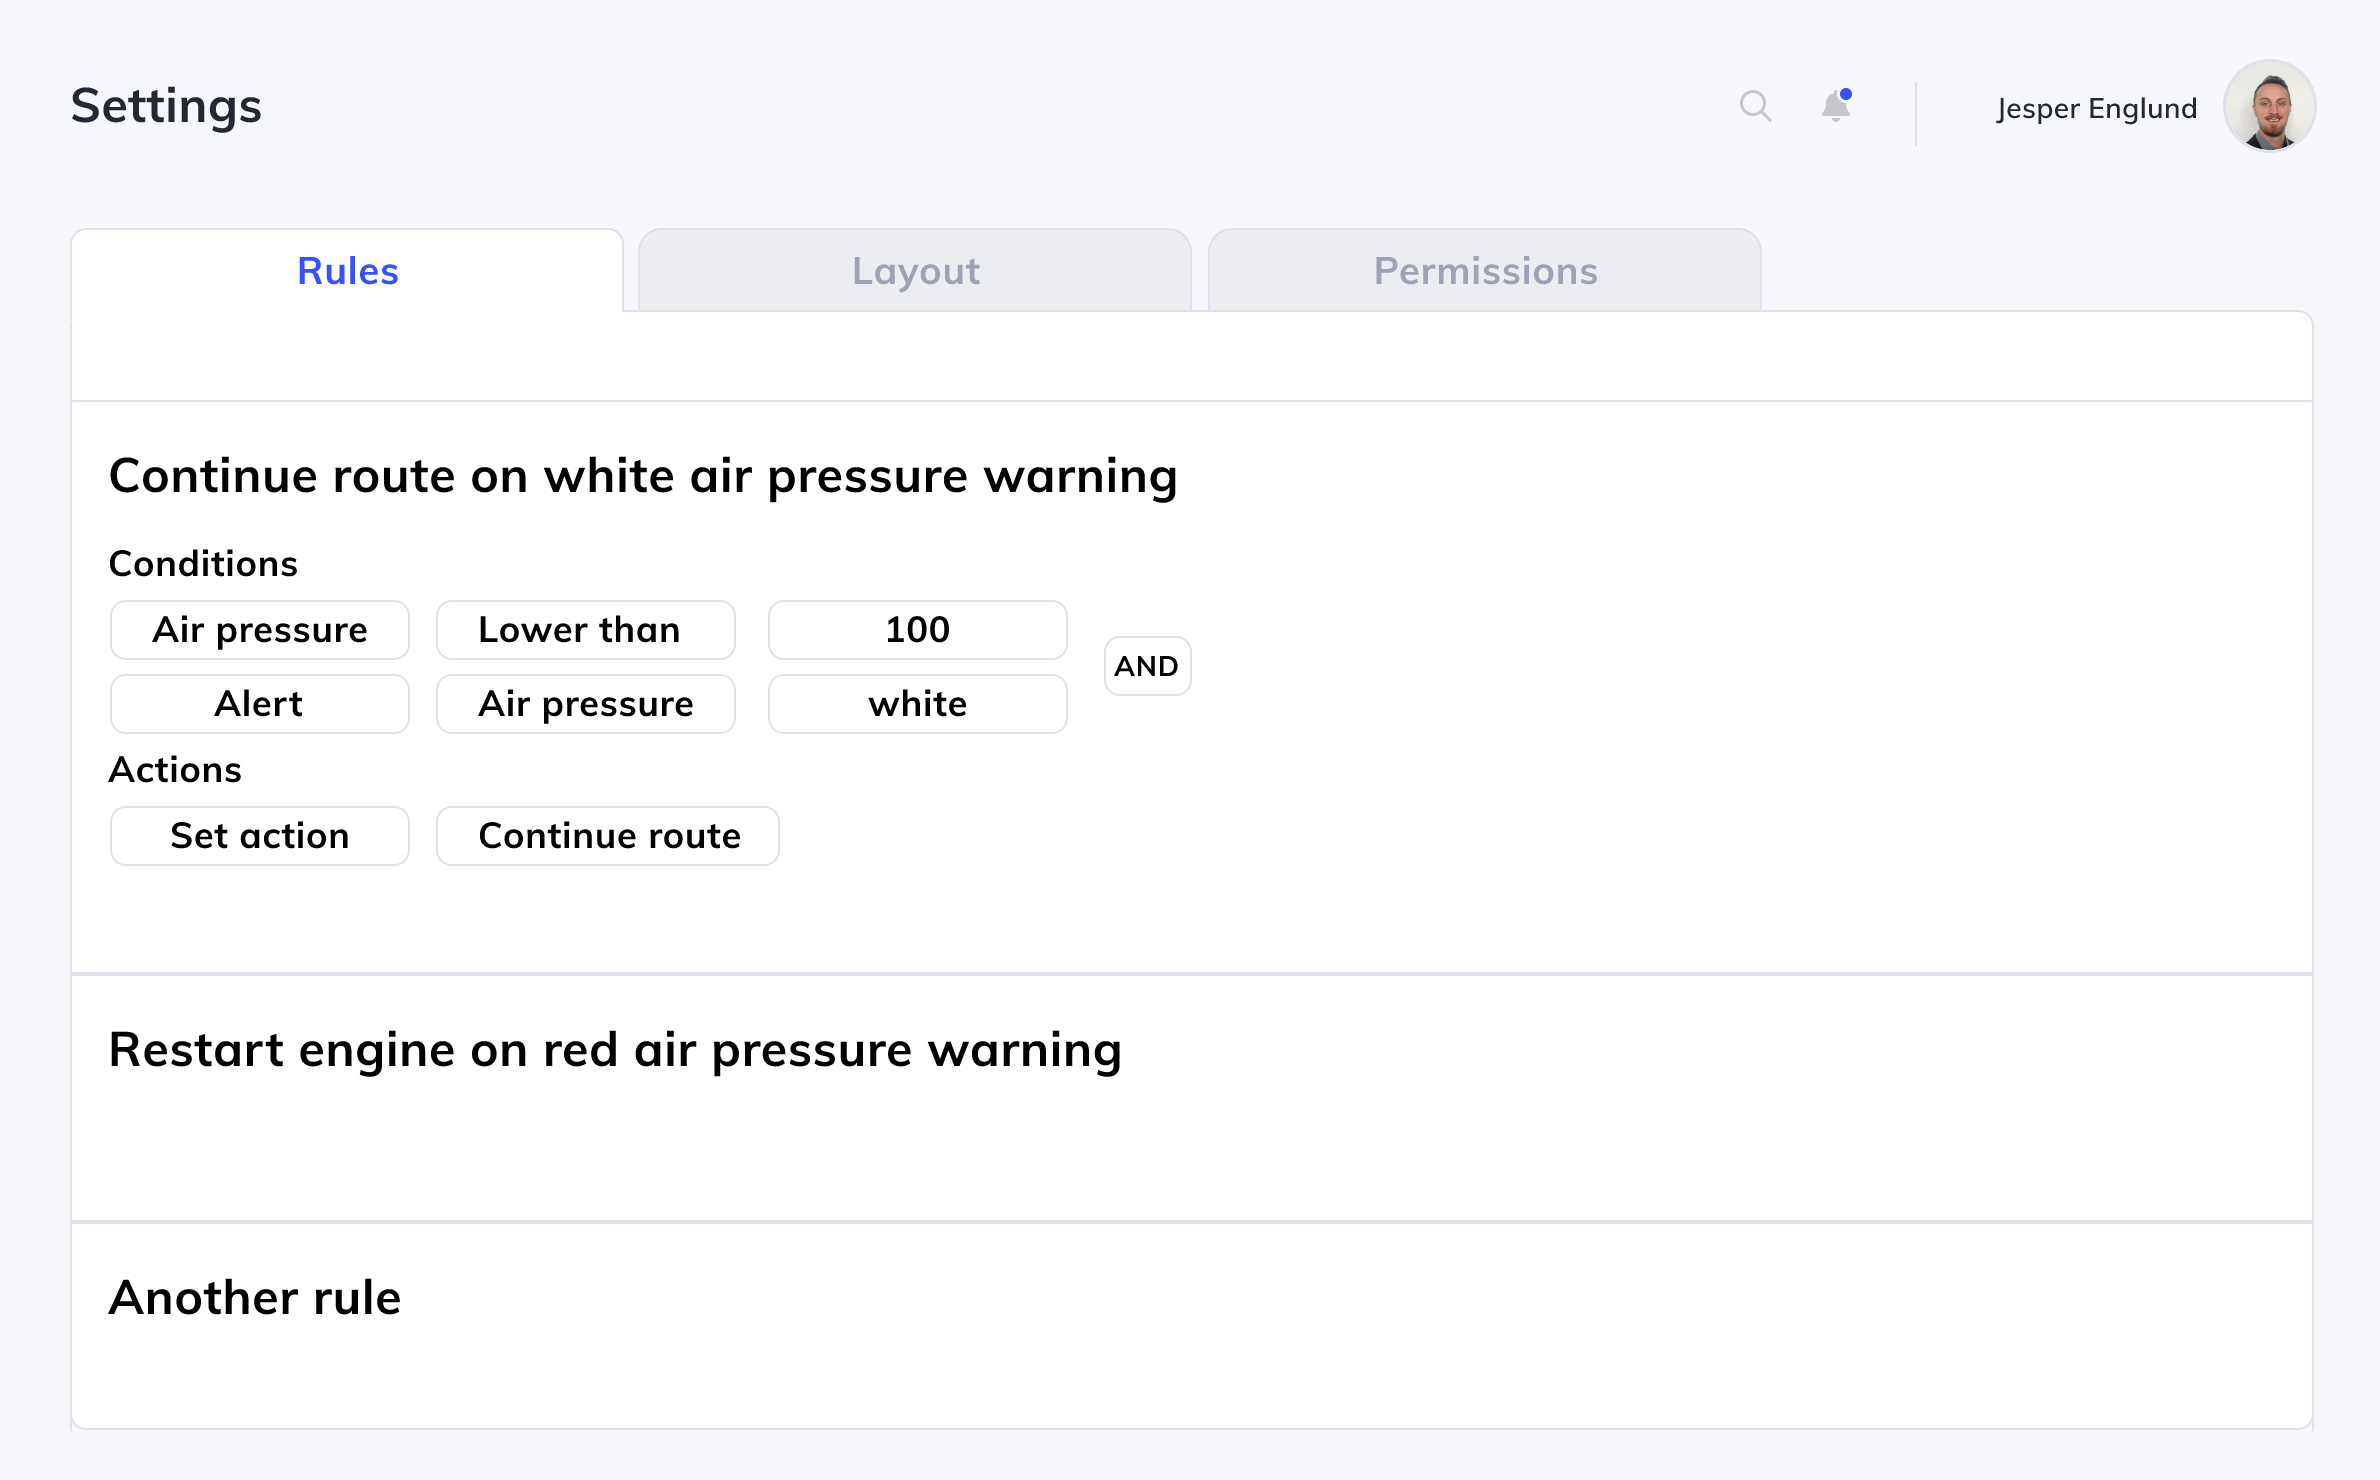 Settings
Jesper Englund
Rules
Layout
Permissions
Continue route on white air pressure warning
Conditions
Air pressure
Lower than
100
AND
Alert
Air pressure
white
Actions
Set action
Continue route
Restart engine on red air pressure warning
Another rule